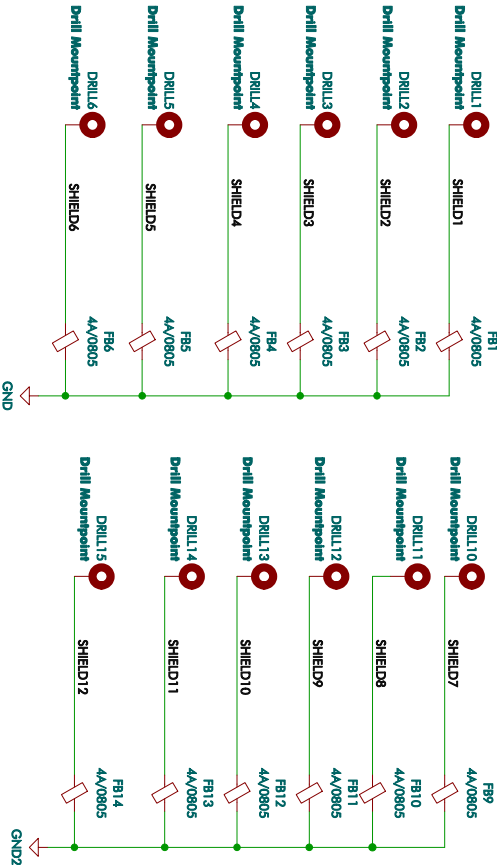 DRILL1
Drill Mountpoint
SHIELD1
FB1
4A/0805
DRILL2
Drill Mountpoint
SHIELD2
FB2
4A/0805
DRILL3
Drill Mountpoint
SHIELD3
FB3
4A/0805
DRILL4
Drill Mountpoint
SHIELD4
FB4
4A/0805
DRILL5
Drill Mountpoint
SHIELD5
FB5
4A/0805
DRILL6
Drill Mountpoint
SHIELD6
FB6
4A/0805
GND
DRILL10
Drill Mountpoint
SHIELD7
FB9
4A/0805
DRILL11
Drill Mountpoint
SHIELD8
FB10
4A/0805
DRILL12
Drill Mountpoint
SHIELD9
FB11
4A/0805
DRILL13
Drill Mountpoint
SHIELD10
FB12
4A/0805
DRILL14
Drill Mountpoint
SHIELD11
FB13
4A/0805
DRILL15
Drill Mountpoint
SHIELD12
FB14
4A/0805
GND2